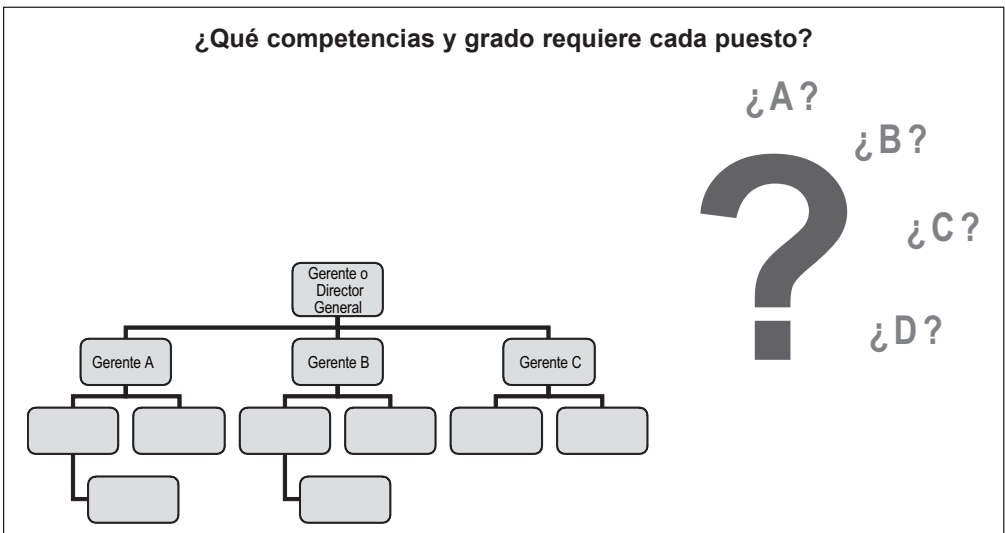 ¿Qué competencias y grado requiere cada puesto?
¿A?
¿B?
¿C?
¿D?
?
Gerente o
Director
General
Gerente A
Gerente B
Gerente C